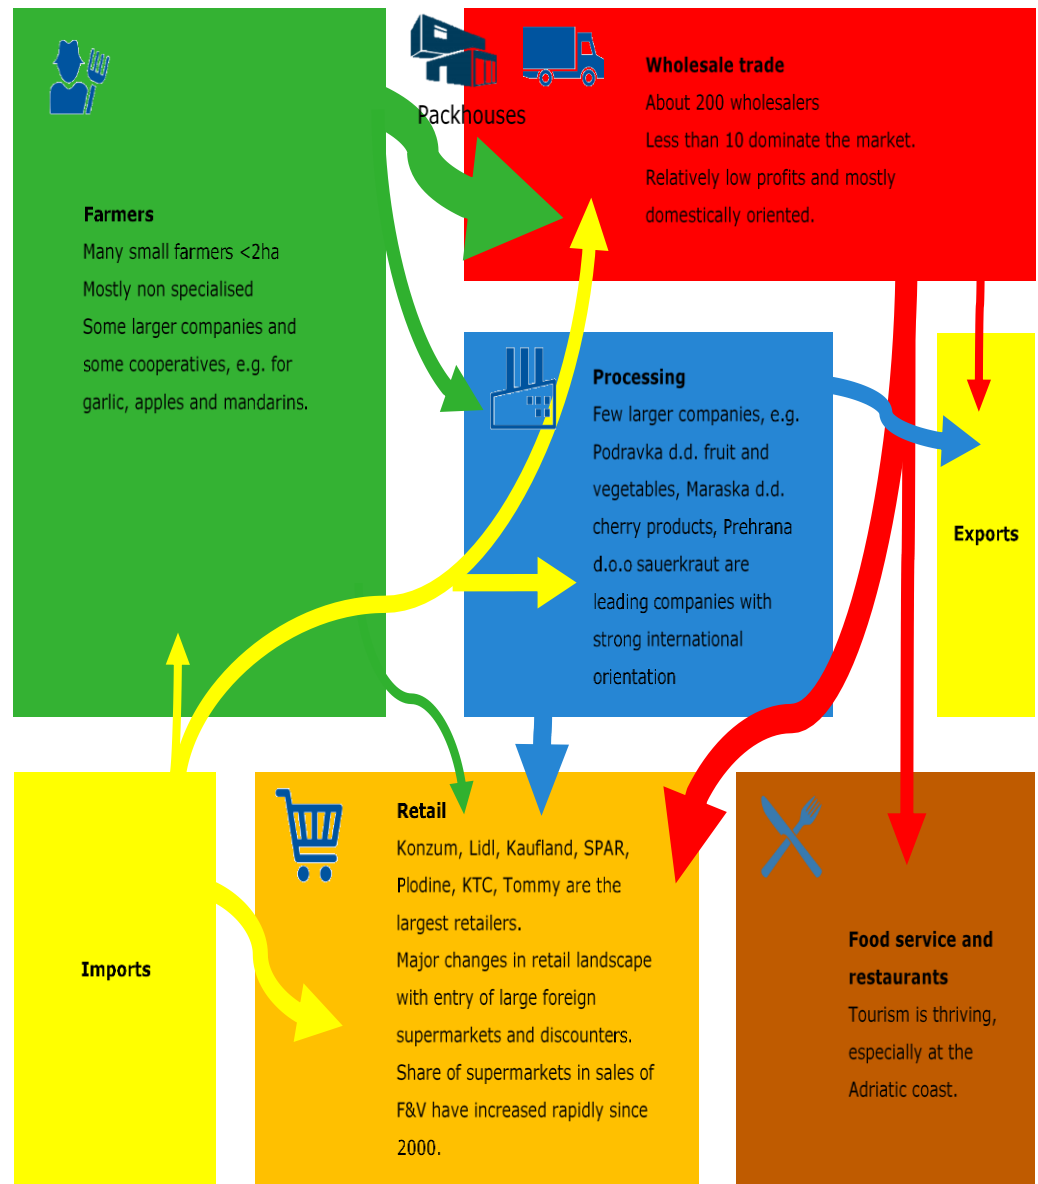 Packhouses
Wholesale trade
About 200 wholesalers
Less than 10 dominate the market.
Relatively low profits and mostly
domestically oriented.
Farmers
Many small farmers <2ha
Mostly non specialised
Some larger companies and
some cooperatives, e.g. for
garlic, apples and mandarins.
Processing
Few larger companies, e.g.
Podravka d.d. fruit and
vegetables, Maraska d.d.
cherry products, Prehrana
d.o.o sauerkraut are
leading companies with
strong international
orientation
Exports
Imports
Retail
Konzum, Lidl, Kaufland, SPAR,
Plodine, KTC, Tommy are the
largest retailers.
Major changes in retail landscape
with entry of large foreign
supermarkets and discounters.
Share of supermarkets in sales of
F&V have increased rapidly since
2000.
Food service and
restaurants
Tourism is thriving,
especially at the
Adriatic coast.